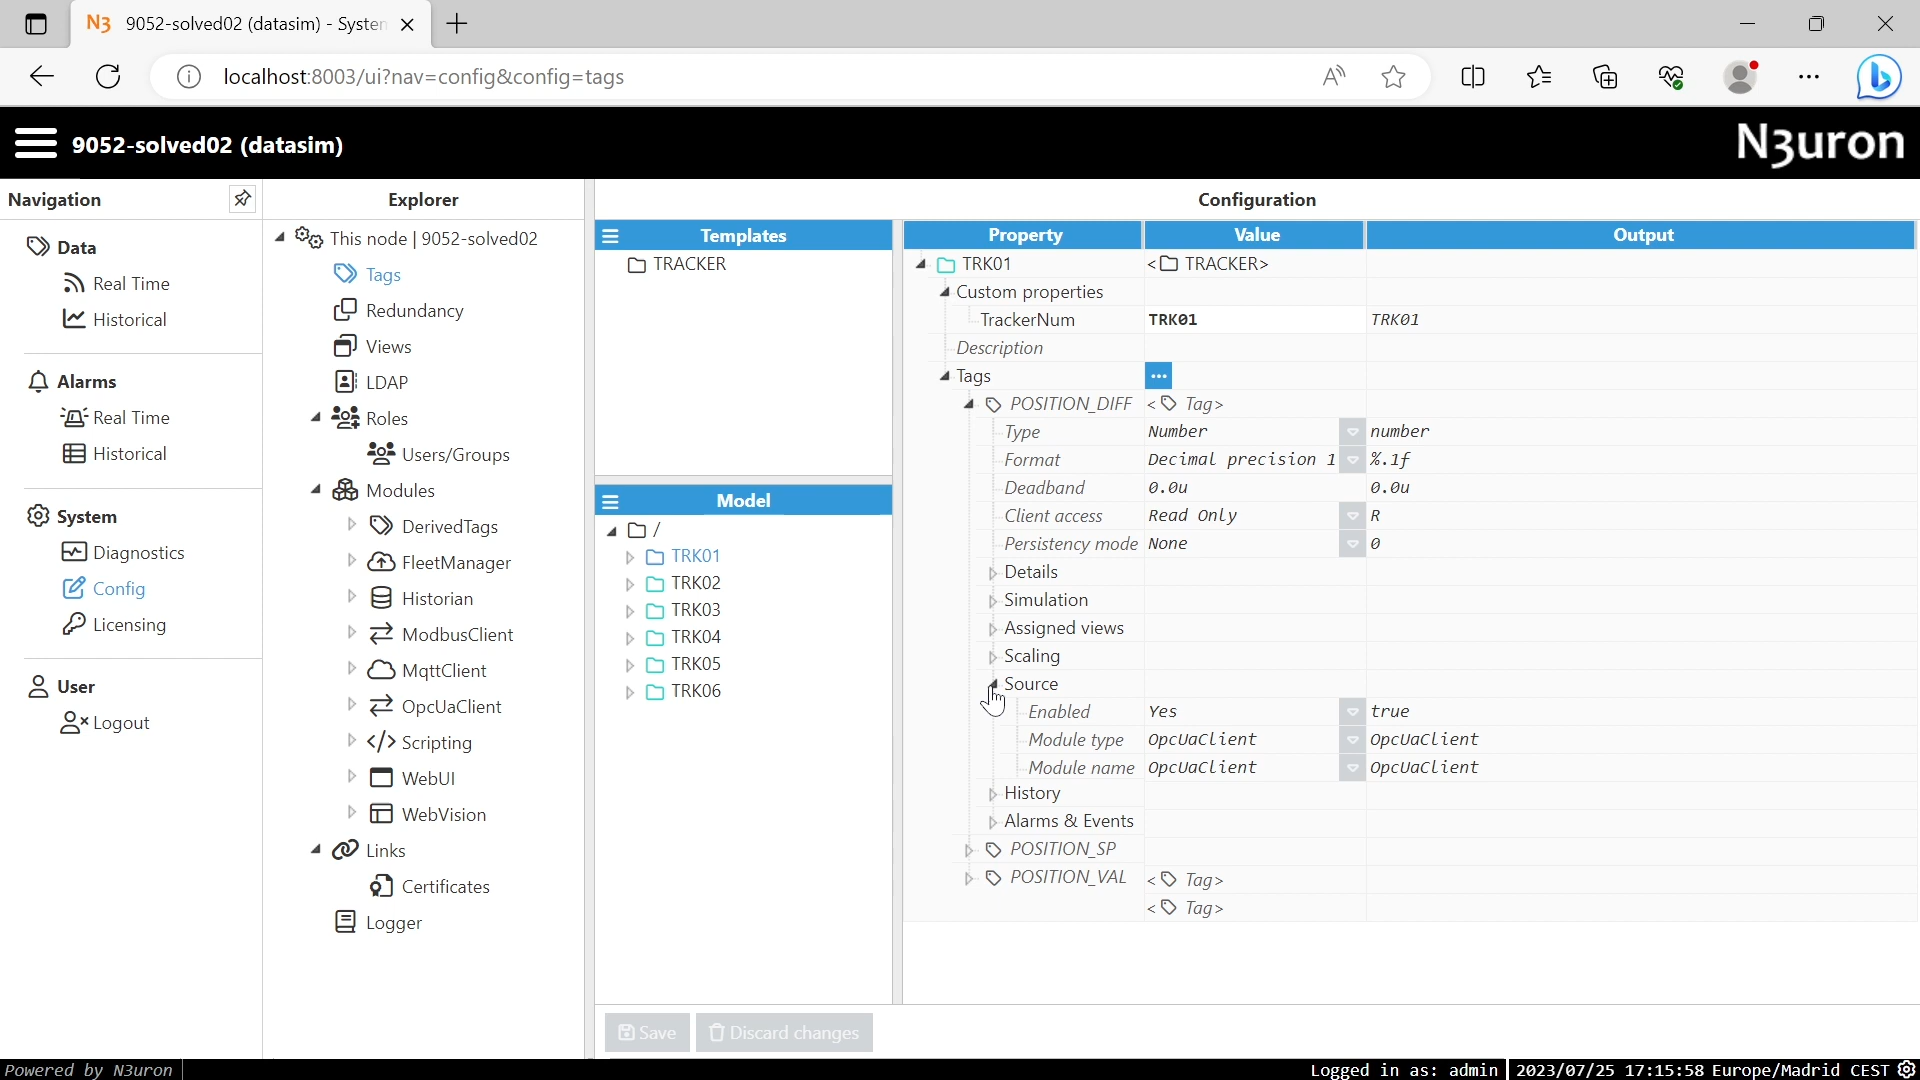 N3 9052-solved02 (datasim) - System
localhost:8003/ui?nav=config&config=tags
9052-solved02 (datasim)
N3uron
Navigation
Data
Real Time
Historical
Alarms
Real Time
Historical
System
Diagnostics
Config
Licensing
User
Logout
Explorer
This node | 9052-solved02
Tags
Redundancy
Views
LDAP
Roles
Users/Groups
Modules
DerivedTags
FleetManager
Historian
ModbusClient
MqttClient
OpcUaClient
Scripting
WebUI
WebVision
Links
Certificates
Logger
Configuration
Templates
TRACKER
Model
/
TRK01
TRK02
TRK03
TRK04
TRK05
TRK06
Property Value Output
TRK01 < TRACKER>
Custom properties
TrackerNum TRK01 TRK01
Description
Tags ...
POSITION_DIFF < Tag>
Type Number number
Format Decimal precision 1 %.1f
Deadband 0.0u 0.0u
Client access Read Only R
Persistency mode None 0
Details
Simulation
Assigned views
Scaling
Source
Enabled Yes true
Module type OpcUaClient OpcUaClient
Module name OpcUaClient OpcUaClient
History
Alarms & Events
POSITION_SP
POSITION_VAL < Tag>
< Tag>
Save Discard changes
Powered by N3uron
Logged in as: admin 2023/07/25 17:15:58 Europe/Madrid CEST